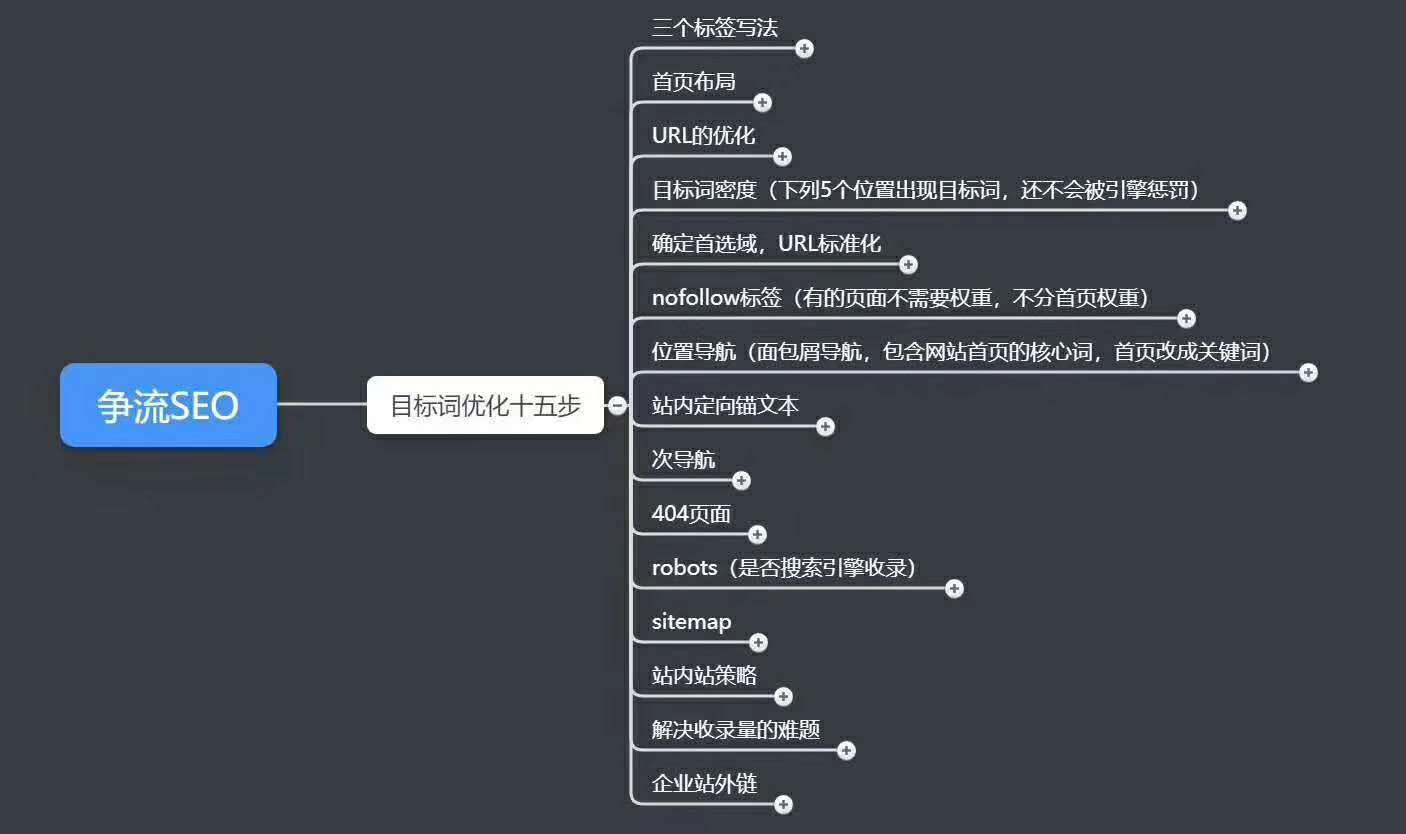 三个标签写法
首页布局
URL的优化
目标词密度（下列5个位置出现目标词，还不会被引擎惩罚）
确定首选域，URL标准化
nofollow标签（有的页面不需要权重，不分首页权重）
位置导航（面包屑导航，包含网站首页的核心词，首页改成关键词）
争流SEO
目标词优化十五步
站内定向锚文本
次导航
404页面
robots（是否搜索引擎收录）
sitemap
站内站策略
解决收录量的难题
企业站外链